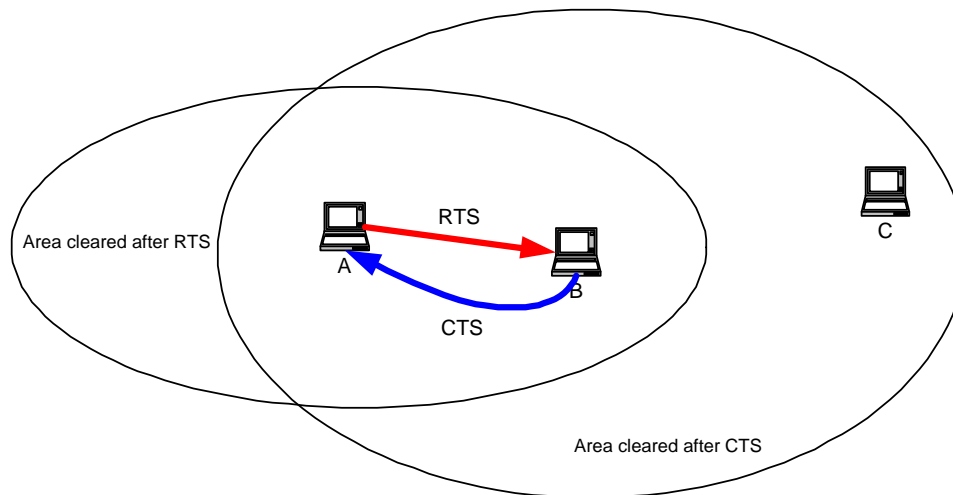 RTS
C
Area cleared after RTS
A
B
CTS
Area cleared after CTS